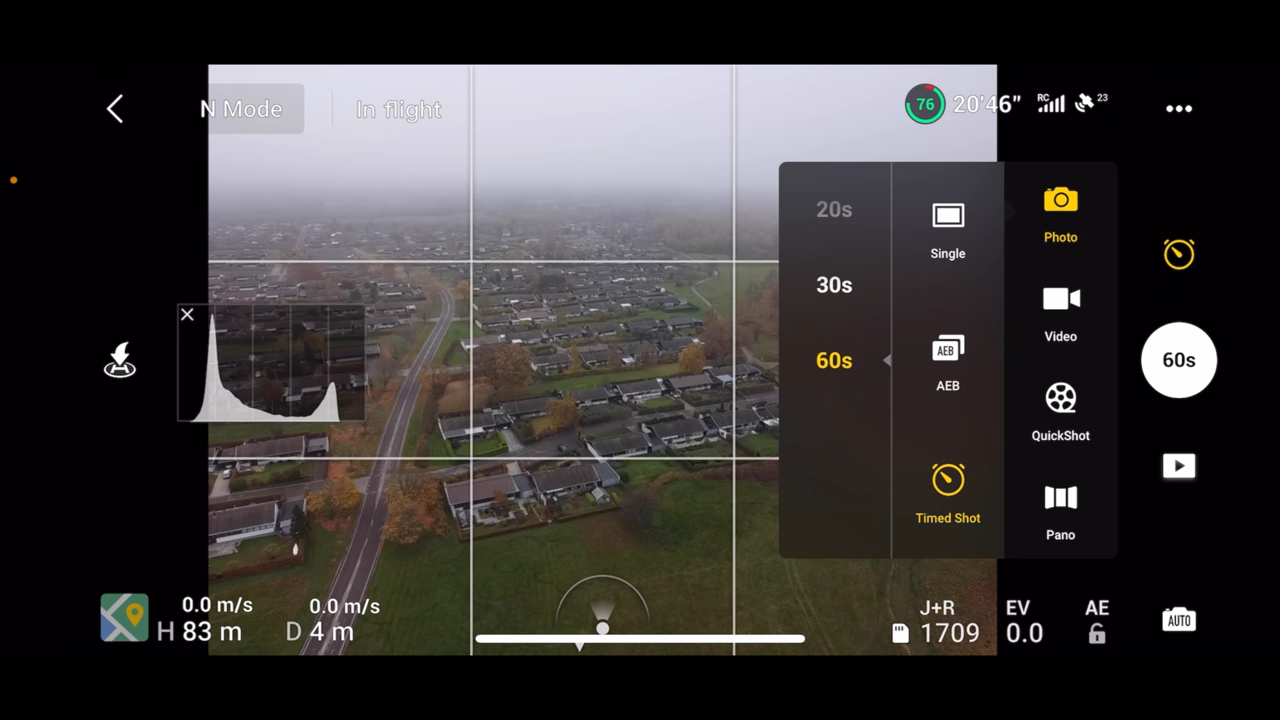 N Mode
In flight
76
20'46"
RC
23
20s
30s
60s
Single
AEB
AEB
Timed Shot
Photo
Video
QuickShot
Pano
60s
0.0 m/s
0.0 m/s
H 83 m
D 4 m
J+R
1709
EV
0.0
AE
AUTO